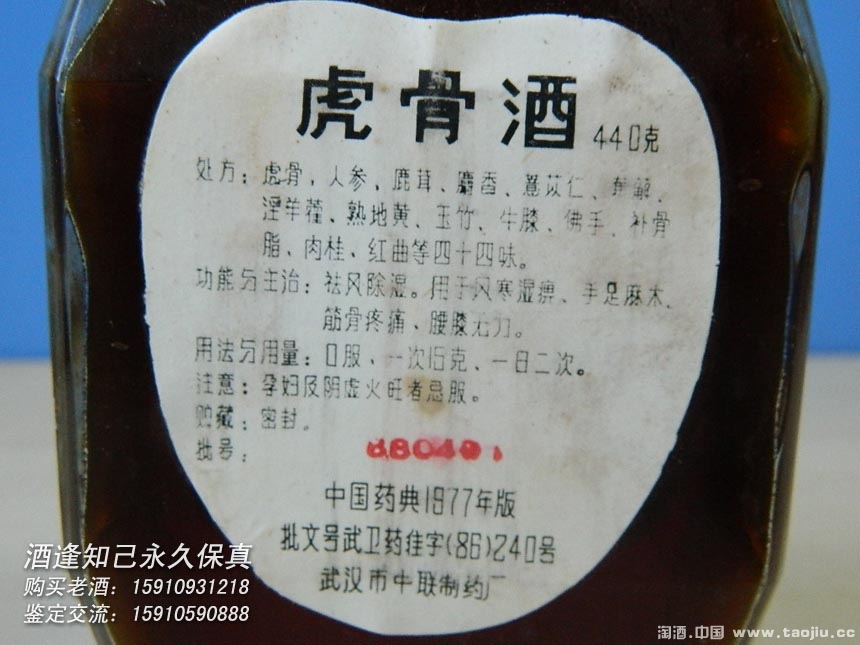 虎骨酒 440克
处方：虎骨、人参、鹿茸、麝香、薏苡仁、萆薢、
淫羊藿、熟地黄、玉竹、牛膝、佛手、补骨
脂、肉桂、红曲等四十四味。
功能与主治：祛风除湿。用于风寒湿痹、手足麻木、
筋骨疼痛、腰膝无力。
用法与用量：口服、一次15克、一日二次。
注意：孕妇及阴虚火旺者忌服。
贮藏：密封。
批号：
880401
中国药典1977年版
批文号武卫药准字(86)240号
武汉市中联制药厂
酒逢知己永久保真
购买老酒：15910931218
鉴定交流：15910590888
淘酒.中国 www.taojiu.cc